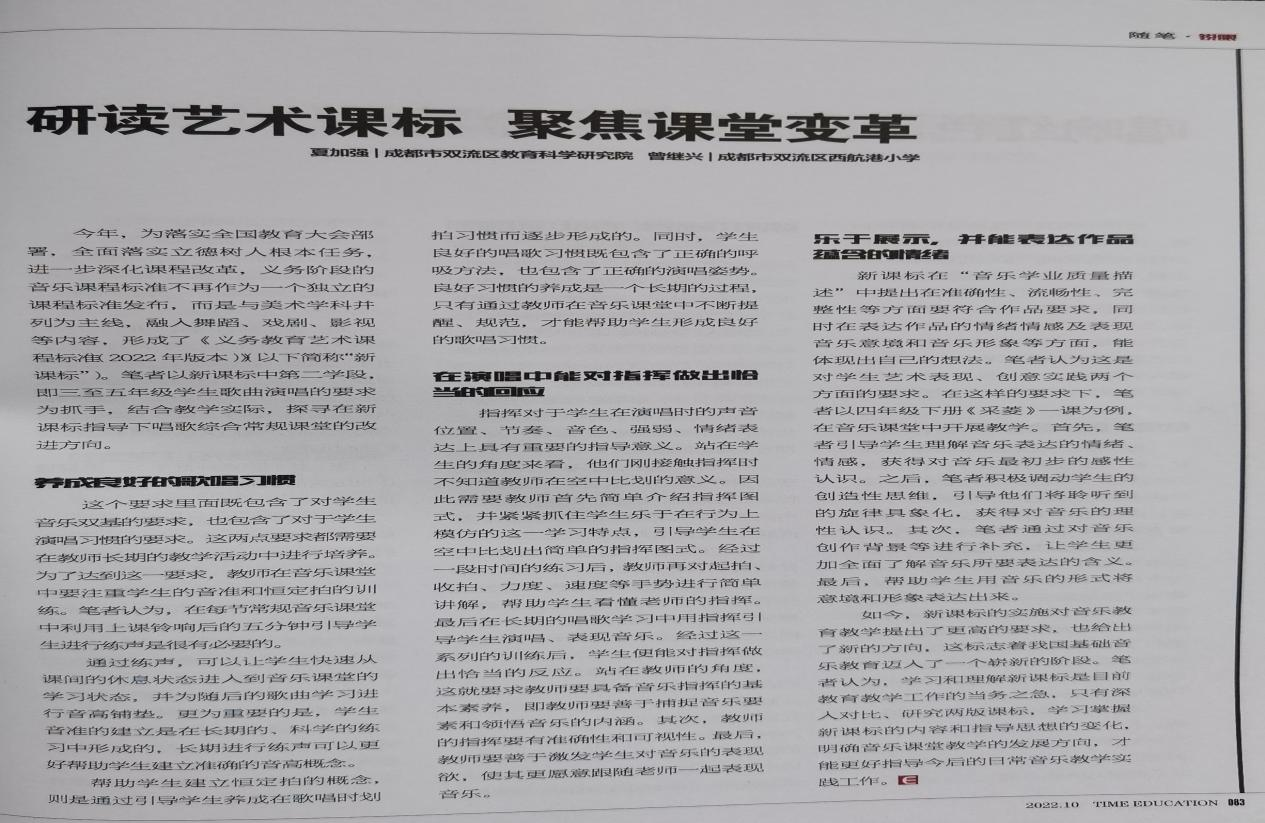 随笔·锐眼
研读艺术课标 聚焦课堂变革
夏加强|成都市双流区教育科学研究院 曾继兴|成都市双流区西航港小学
今年，为落实全国教育大会部
署，全面落实立德树人根本任务，
进一步深化课程改革，义务阶段的
音乐课程标准不再作为一个独立的
课程标准发布，而是与美术学科并
列为主线，融入舞蹈、戏剧、影视
等内容，形成了《义务教育艺术课
程标准（2022年版本）》（以下简称“新
课标”）。笔者以新课标中第二学段，
即三至五年级学生歌曲演唱的要求
为抓手，结合教学实际，探寻在新
课标指导下唱歌综合常规课堂的改
进方向。
养成良好的歌唱习惯
这个要求里面既包含了对学生
音乐双基的要求，也包含了对于学生
演唱习惯的要求。这两点要求都需要
在教师长期的教学活动中进行培养。
为了达到这一要求，教师在音乐课堂
中要注重学生的音准和恒定拍的训
练。笔者认为，在每节常规音乐课堂
中利用上课铃响后的五分钟引导学
生进行练声是很有必要的。
通过练声，可以让学生快速从
课间的休息状态进入到音乐课堂的
学习状态，并为随后的歌曲学习进
行音高铺垫。更为重要的是，学生
音准的建立是在长期的、科学的练
习中形成的，长期进行练声可以更
好帮助学生建立准确的音高概念。
帮助学生建立恒定拍的概念，
则是通过引导学生养成在歌唱时划
拍习惯而逐步形成的。同时，学生
良好的唱歌习惯既包含了正确的呼
吸方法，也包含了正确的演唱姿势。
良好习惯的养成是一个长期的过程，
只有通过教师在音乐课堂中不断提
醒、规范，才能帮助学生形成良好
的歌唱习惯。
在演唱中能对指挥做出恰
当的回应
指挥对于学生在演唱时的声音
位置、节奏、音色、强弱、情绪表
达上具有重要的指导意义。站在学
生的角度来看，他们刚接触指挥时
不知道教师在空中比划的意义。因
此需要教师首先简单介绍指挥图
式，并紧紧抓住学生乐于在行为上
模仿的这一学习特点，引导学生在
空中比划出简单的指挥图式。经过
一段时间的练习后，教师再对起拍、
收拍、力度、速度等手势进行简单
讲解，帮助学生看懂老师的指挥。
最后在长期的唱歌学习中用指挥引
导学生演唱、表现音乐。经过这一
系列的训练后，学生便能对指挥做
出恰当的反应。站在教师的角度，
这就要求教师要具备音乐指挥的基
本素养，即教师要善于捕捉音乐要
素和领悟音乐的内涵。其次，教师
的指挥要有准确性和可视性。最后，
教师要善于激发学生对音乐的表现
欲，使其更愿意跟随老师一起表现
音乐。
乐于展示，并能表达作品
蕴含的情绪
新课标在“音乐学业质量描
述”中提出在准确性、流畅性、完
整性等方面要符合作品要求，同
时在表达作品的情绪情感及表现
音乐意境和音乐形象等方面，能
体现出自己的想法。笔者认为这是
对学生艺术表现、创意实践两个
方面的要求。在这样的要求下，笔
者以四年级下册《采菱》一课为例，
在音乐课堂中开展教学。首先，笔
者引导学生理解音乐表达的情绪、
情感，获得对音乐最初步的感性
认识。之后，笔者积极调动学生的
创造性思维，引导他们将聆听到
的旋律具象化，获得对音乐的理
性认识。其次，笔者通过对音乐
创作背景等进行补充，让学生更
加全面了解音乐所要表达的含义。
最后，帮助学生用音乐的形式将
意境和形象表达出来。
如今，新课标的实施对音乐教
育教学提出了更高的要求，也给出
了新的方向，这标志着我国基础音
乐教育迈入了一个崭新的阶段。笔
者认为，学习和理解新课标是目前
教育教学工作的当务之急，只有深
入对比、研究两版课标，学习掌握
新课标的内容和指导思想的变化，
明确音乐课堂教学的发展方向，才
能更好指导今后的日常音乐教学实
践工作。
2022.10 TIME EDUCATION 083